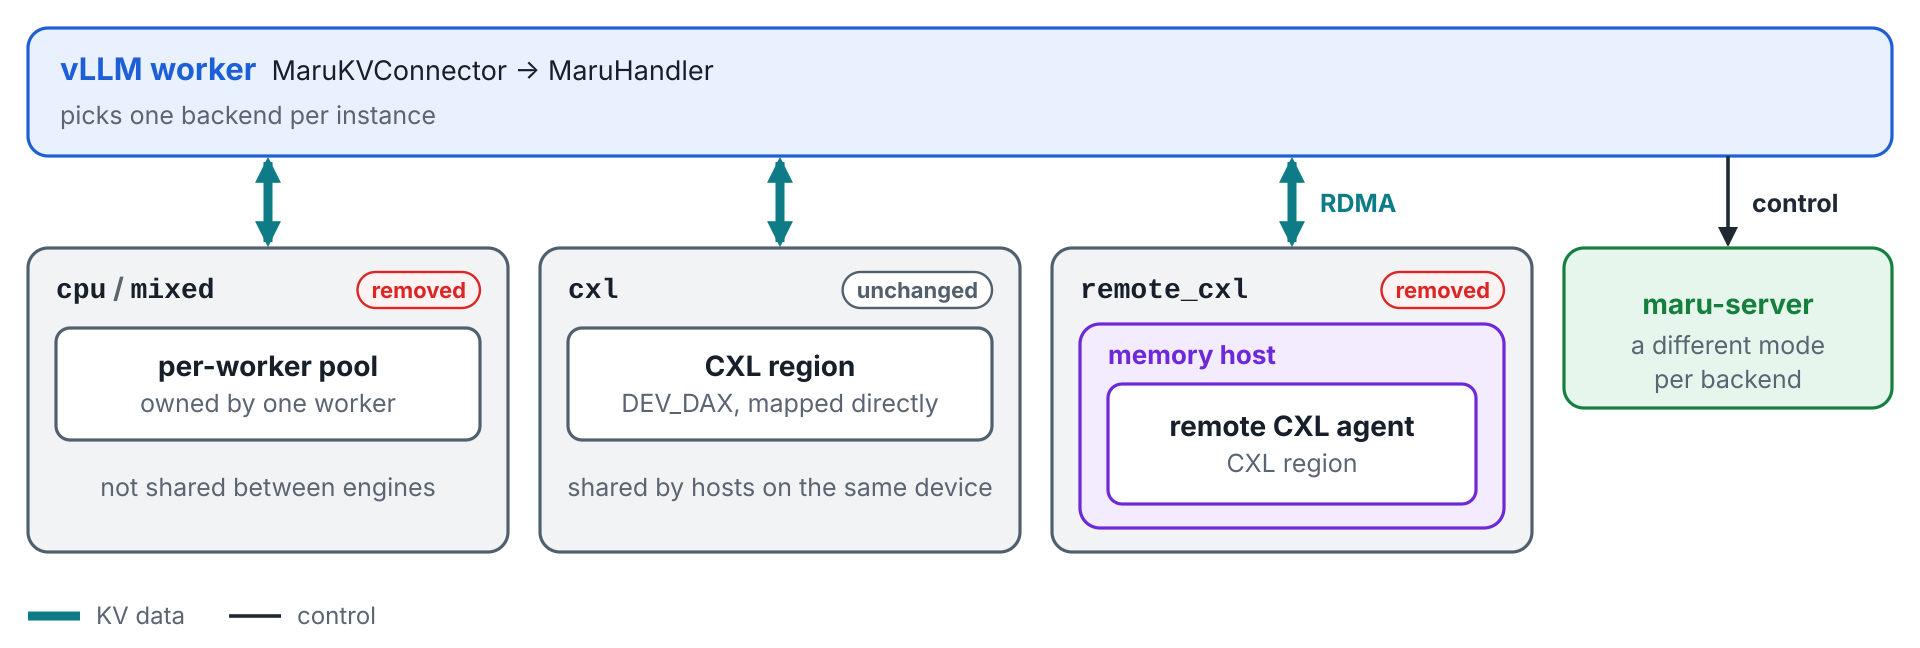 vLLM worker MaruKVConnector → MaruHandler
picks one backend per instance
RDMA
control
cpu / mixed
removed
per-worker pool
owned by one worker
not shared between engines
cxl
unchanged
CXL region
DEV_DAX, mapped directly
shared by hosts on the same device
remote_cxl
removed
memory host
remote CXL agent
CXL region
maru-server
a different mode
per backend
KV data
control